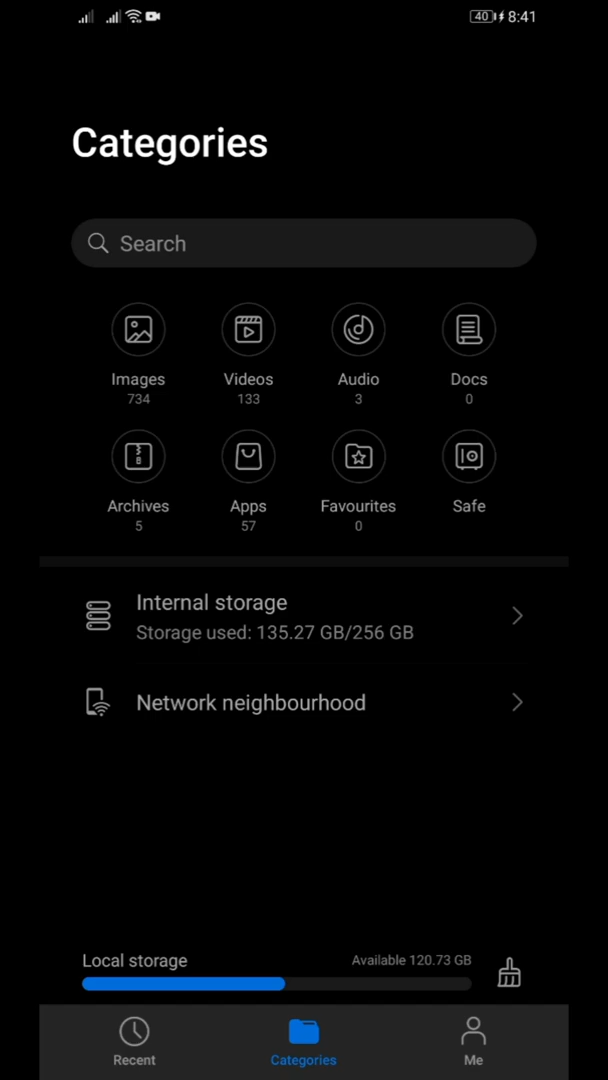 40 8:41
Categories
Search
Images Videos Audio Docs
734 133 3 0
Archives Apps Favourites Safe
5 57 0
Internal storage
Storage used: 135.27 GB/256 GB
Network neighbourhood
Local storage Available 120.73 GB
Recent Categories Me